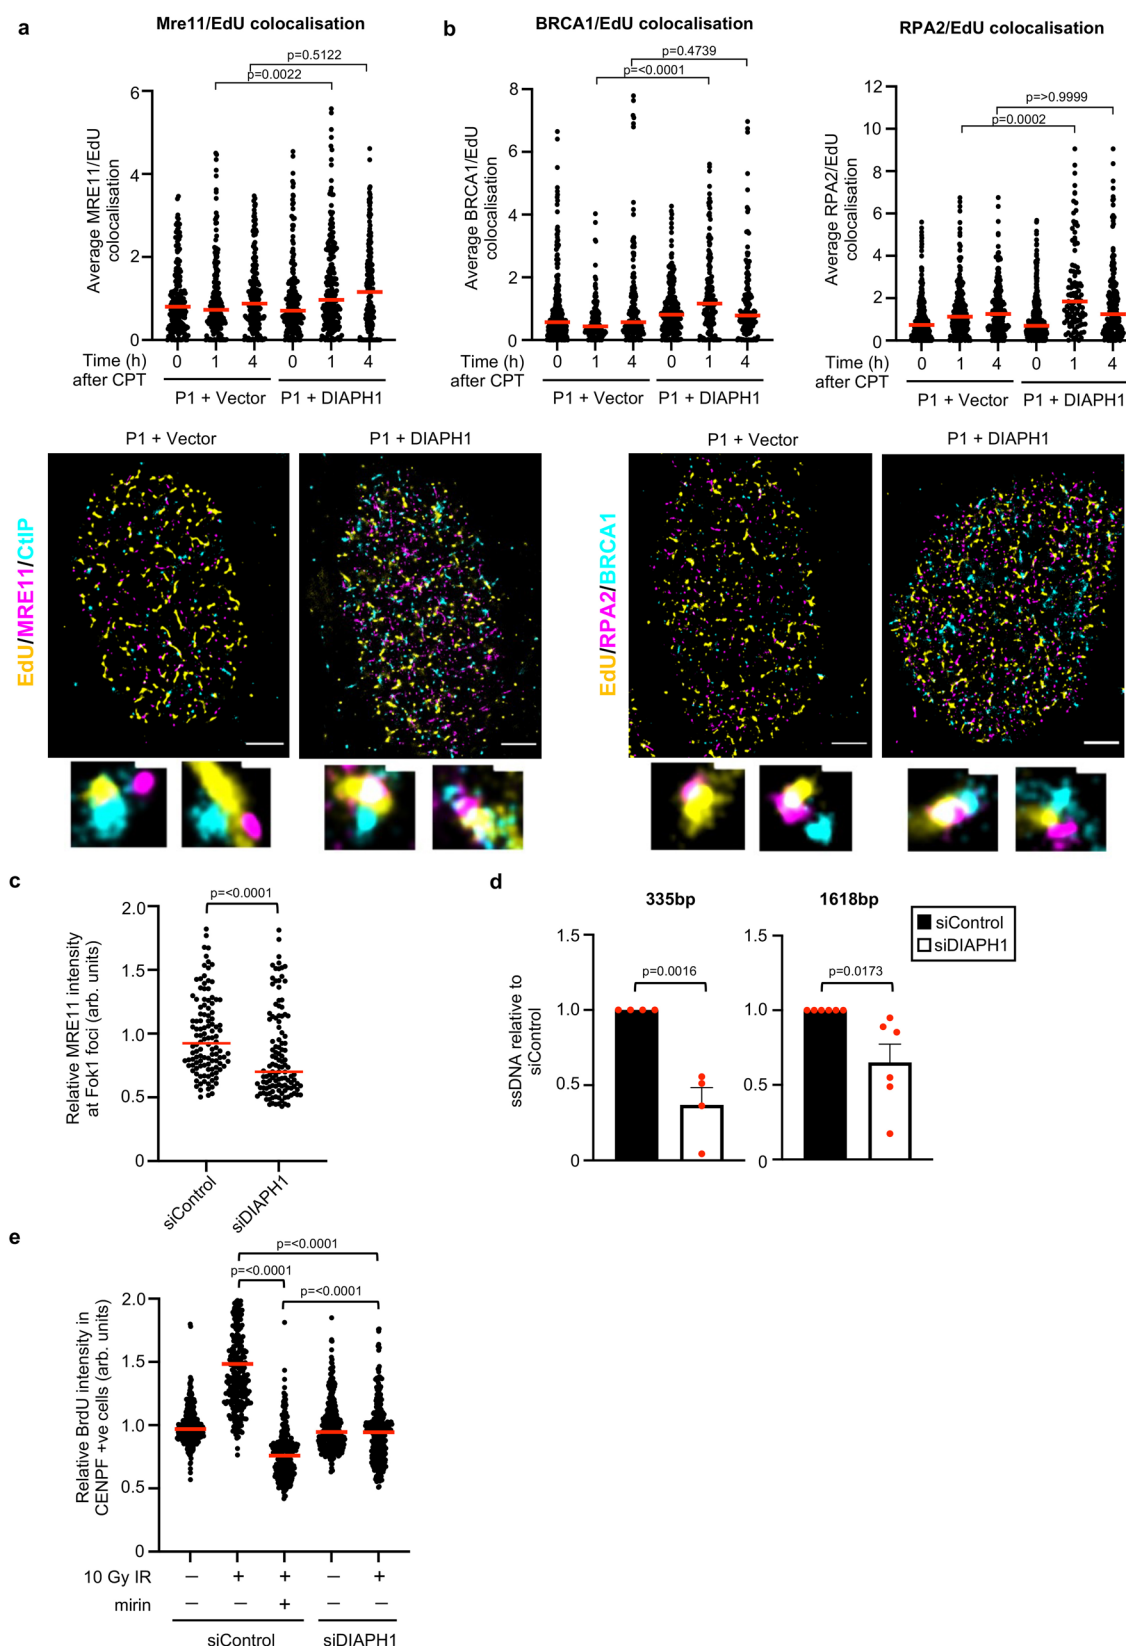 a
Mre11/EdU colocalisation
p=0.5122
p=0.0022
Average MRE11/EdU
colocalisation
6
4
2
0
Time (h)
after CPT
0 1 4 0 1 4
P1 + Vector P1 + DIAPH1
b
BRCA1/EdU colocalisation
p=0.4739
p=<0.0001
Average BRCA1/EdU
colocalisation
8
6
4
2
0
Time (h)
after CPT
0 1 4 0 1 4
P1 + Vector P1 + DIAPH1
RPA2/EdU colocalisation
p=>0.9999
p=0.0002
Average RPA2/EdU
colocalisation
12
10
8
6
4
2
0
Time (h)
after CPT
0 1 4 0 1 4
P1 + Vector P1 + DIAPH1
P1 + Vector
P1 + DIAPH1
EdU/MRE11/CtIP
P1 + Vector
P1 + DIAPH1
EdU/RPA2/BRCA1
c
p=<0.0001
Relative MRE11 intensity
at Fok1 foci (arb. units)
2.0
1.5
1.0
0.5
0
siControl
siDIAPH1
d
335bp
1618bp
siControl
siDIAPH1
ssDNA relative to
siControl
1.5
1.0
0.5
0
p=0.0016
1.5
1.0
0.5
0
p=0.0173
e
p=<0.0001
p=<0.0001
p=<0.0001
Relative BrdU intensity in
CENPF +ve cells (arb. units)
2.0
1.5
1.0
0.5
0
10 Gy IR – + + – +
mirin – – + – –
siControl siDIAPH1